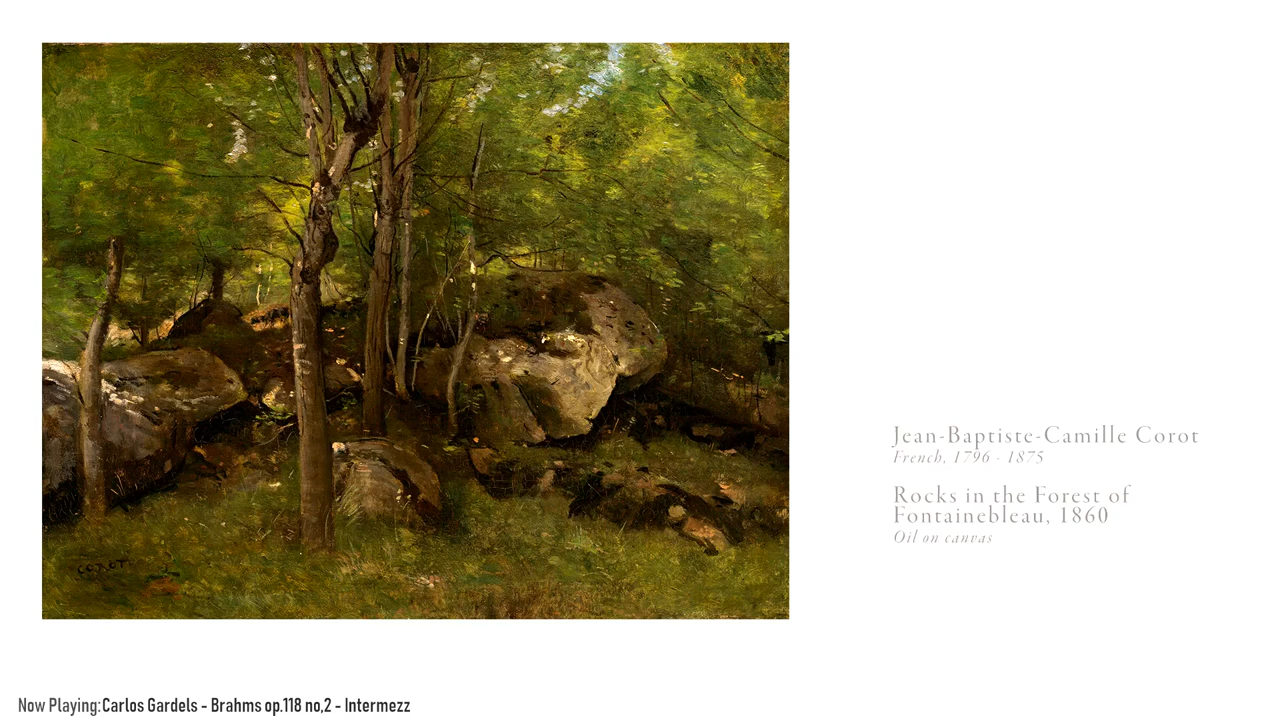 Jean-Baptiste-Camille Corot
French, 1796 - 1875
Rocks in the Forest of
Fontainebleau, 1860
Oil on canvas
COROT
Now Playing:Carlos Gardels - Brahms op.118 no,2 - Intermezz